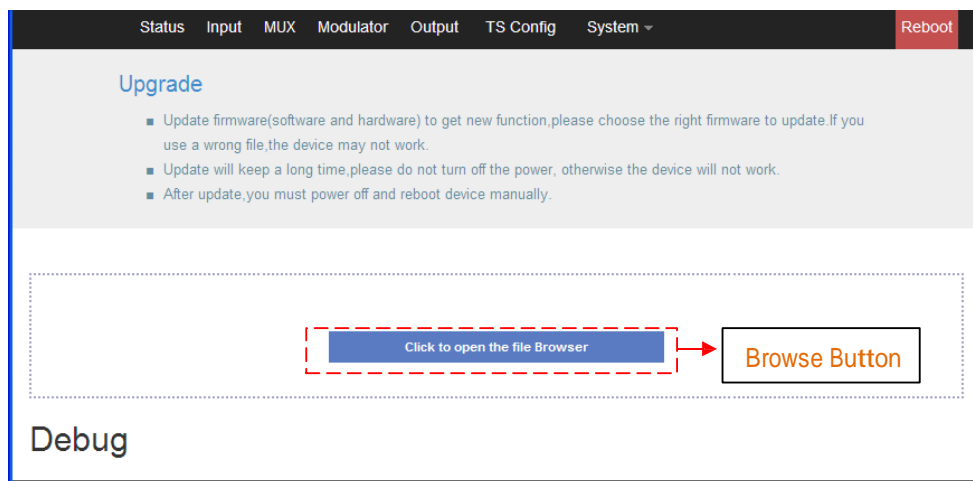 Status Input MUX Modulator Output TS Config System Reboot
Upgrade
Update firmware(software and hardware) to get new function,please choose the right firmware to update.If you
use a wrong file,the device may not work.
Update will keep a long time,please do not turn off the power, otherwise the device will not work.
After update,you must power off and reboot device manually.
Click to open the file Browser
Browse Button
Debug